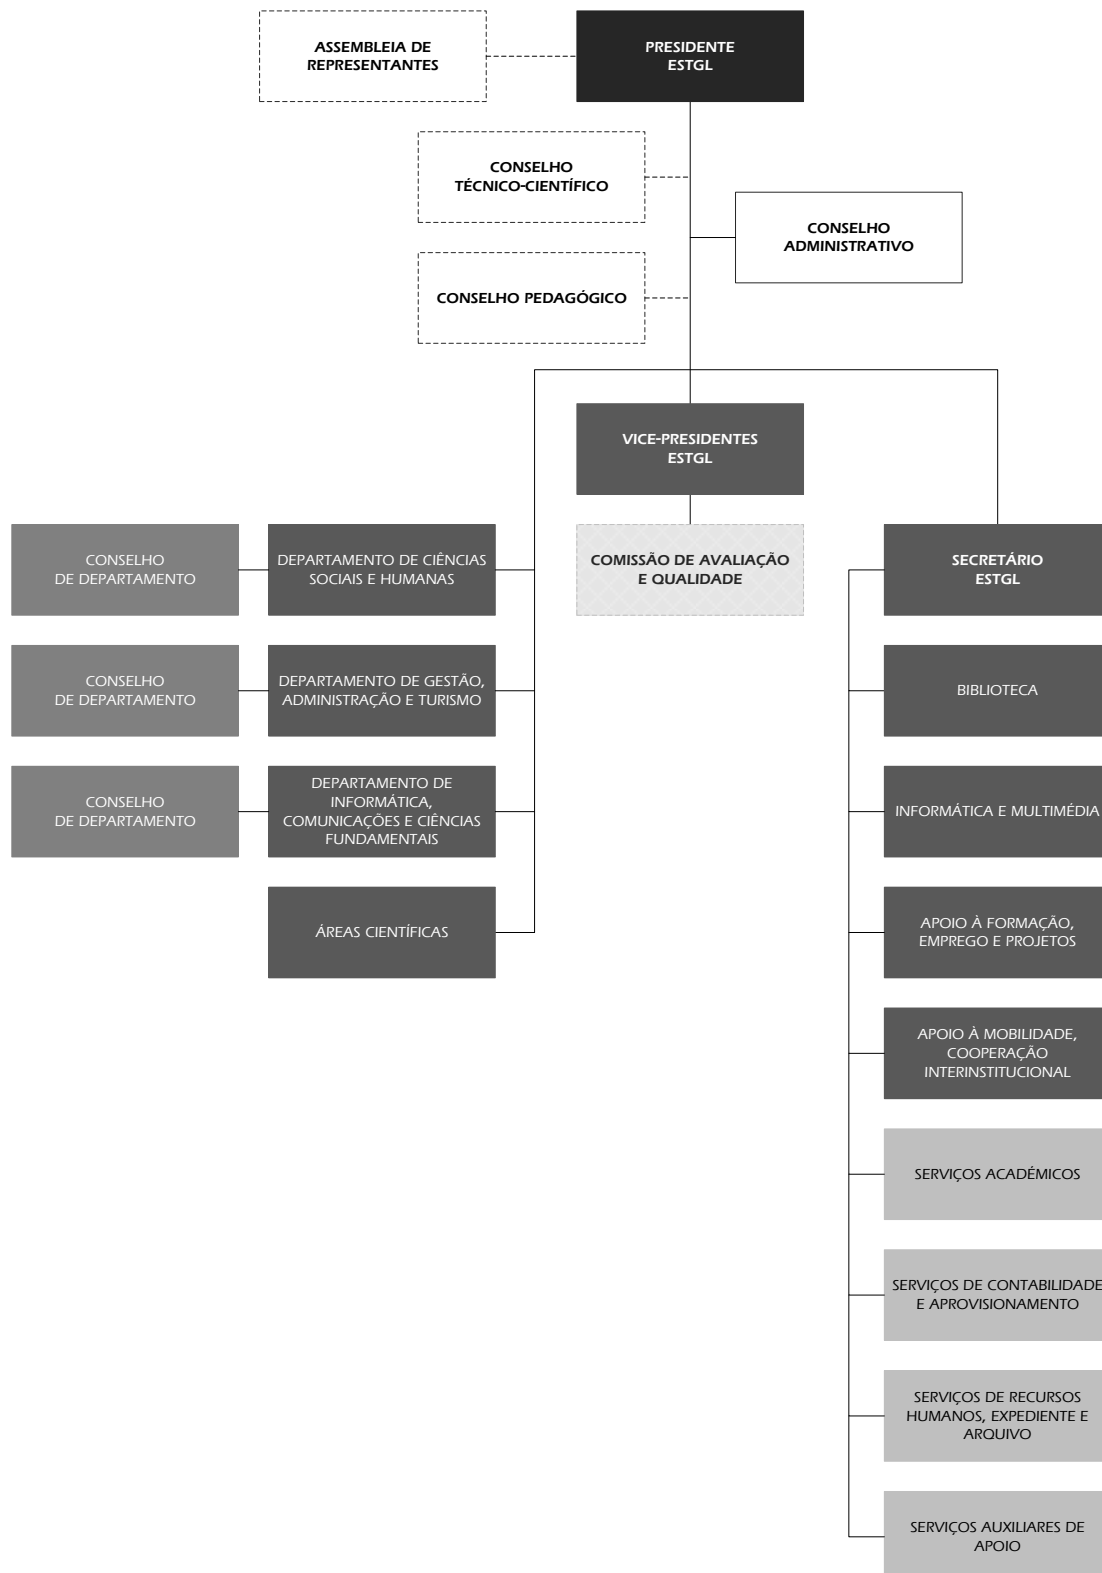 ASSEMBLEIA DE
REPRESENTANTES
PRESIDENTE
ESTGL
CONSELHO
TÉCNICO-CIENTÍFICO
CONSELHO
ADMINISTRATIVO
CONSELHO PEDAGÓGICO
VICE-PRESIDENTES
ESTGL
CONSELHO
DE DEPARTAMENTO
DEPARTAMENTO DE CIÊNCIAS
SOCIAIS E HUMANAS
COMISSÃO DE AVALIAÇÃO
E QUALIDADE
SECRETÁRIO
ESTGL
CONSELHO
DE DEPARTAMENTO
DEPARTAMENTO DE GESTÃO,
ADMINISTRAÇÃO E TURISMO
BIBLIOTECA
CONSELHO
DE DEPARTAMENTO
DEPARTAMENTO DE
INFORMÁTICA,
COMUNICAÇÕES E CIÊNCIAS
FUNDAMENTAIS
INFORMÁTICA E MULTIMÉDIA
ÁREAS CIENTÍFICAS
APOIO À FORMAÇÃO,
EMPREGO E PROJETOS
APOIO À MOBILIDADE,
COOPERAÇÃO
INTERINSTITUCIONAL
SERVIÇOS ACADÉMICOS
SERVIÇOS DE CONTABILIDADE
E APROVISIONAMENTO
SERVIÇOS DE RECURSOS
HUMANOS, EXPEDIENTE E
ARQUIVO
SERVIÇOS AUXILIARES DE
APOIO